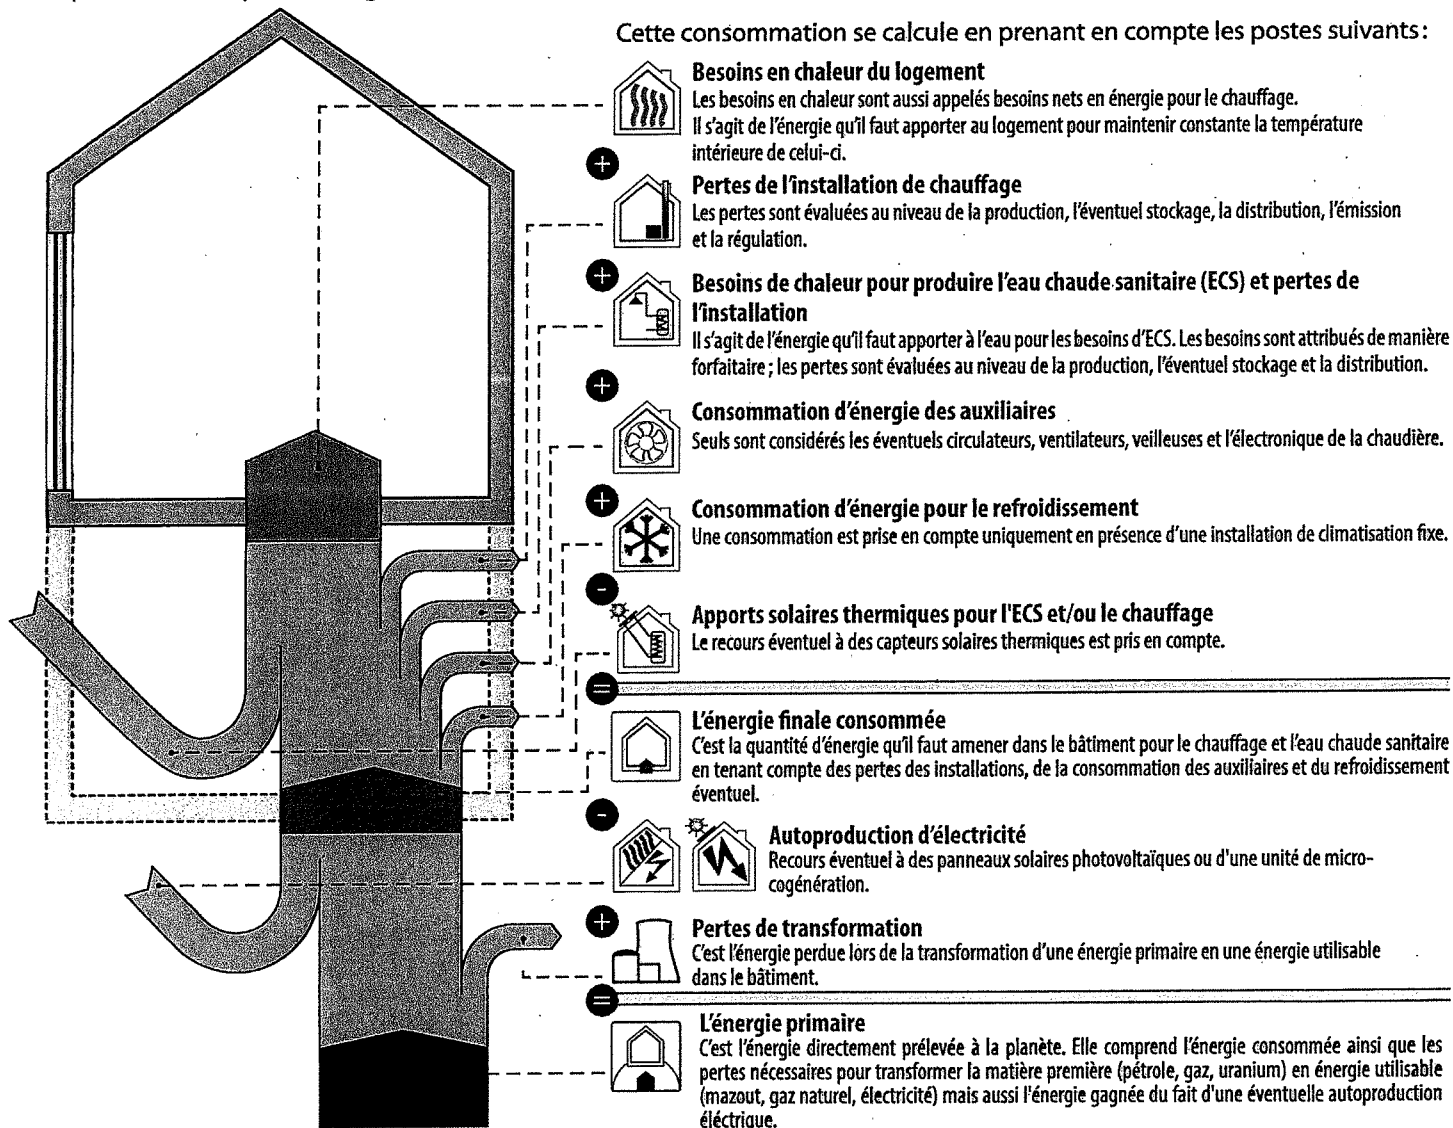 Cette consommation se calcule en prenant en compte les postes suivants:
Besoins en chaleur du logement
Les besoins en chaleur sont aussi appelés besoins nets en énergie pour le chauffage.
Il s'agit de l'énergie qu'il faut apporter au logement pour maintenir constante la température
intérieure de celui-ci.
+
Pertes de l'installation de chauffage
Les pertes sont évaluées au niveau de la production, l'éventuel stockage, la distribution, l'émission
et la régulation.
+
Besoins de chaleur pour produire l'eau chaude sanitaire (ECS) et pertes de
l'installation
Il s'agit de l'énergie qu'il faut apporter à l'eau pour les besoins d'ECS. Les besoins sont attribués de manière
forfaitaire ; les pertes sont évaluées au niveau de la production, l'éventuel stockage et la distribution.
+
Consommation d'énergie des auxiliaires
Seuls sont considérés les éventuels circulateurs, ventilateurs, veilleuses et l'électronique de la chaudière.
+
Consommation d'énergie pour le refroidissement
Une consommation est prise en compte uniquement en présence d'une installation de climatisation fixe.
-
Apports solaires thermiques pour l'ECS et/ou le chauffage
Le recours éventuel à des capteurs solaires thermiques est pris en compte.
=
L'énergie finale consommée
C'est la quantité d'énergie qu'il faut amener dans le bâtiment pour le chauffage et l'eau chaude sanitaire
en tenant compte des pertes des installations, de la consommation des auxiliaires et du refroidissement
éventuel.
-
Autoproduction d'électricité
Recours éventuel à des panneaux solaires photovoltaïques ou d'une unité de micro-
cogénération.
+
Pertes de transformation
C'est l'énergie perdue lors de la transformation d'une énergie primaire en une énergie utilisable
dans le bâtiment.
=
L'énergie primaire
C'est l'énergie directement prélevée à la planète. Elle comprend l'énergie consommée ainsi que les
pertes nécessaires pour transformer la matière première (pétrole, gaz, uranium) en énergie utilisable
(mazout, gaz naturel, électricité) mais aussi l'énergie gagnée du fait d'une éventuelle autoproduction
éléctrique.